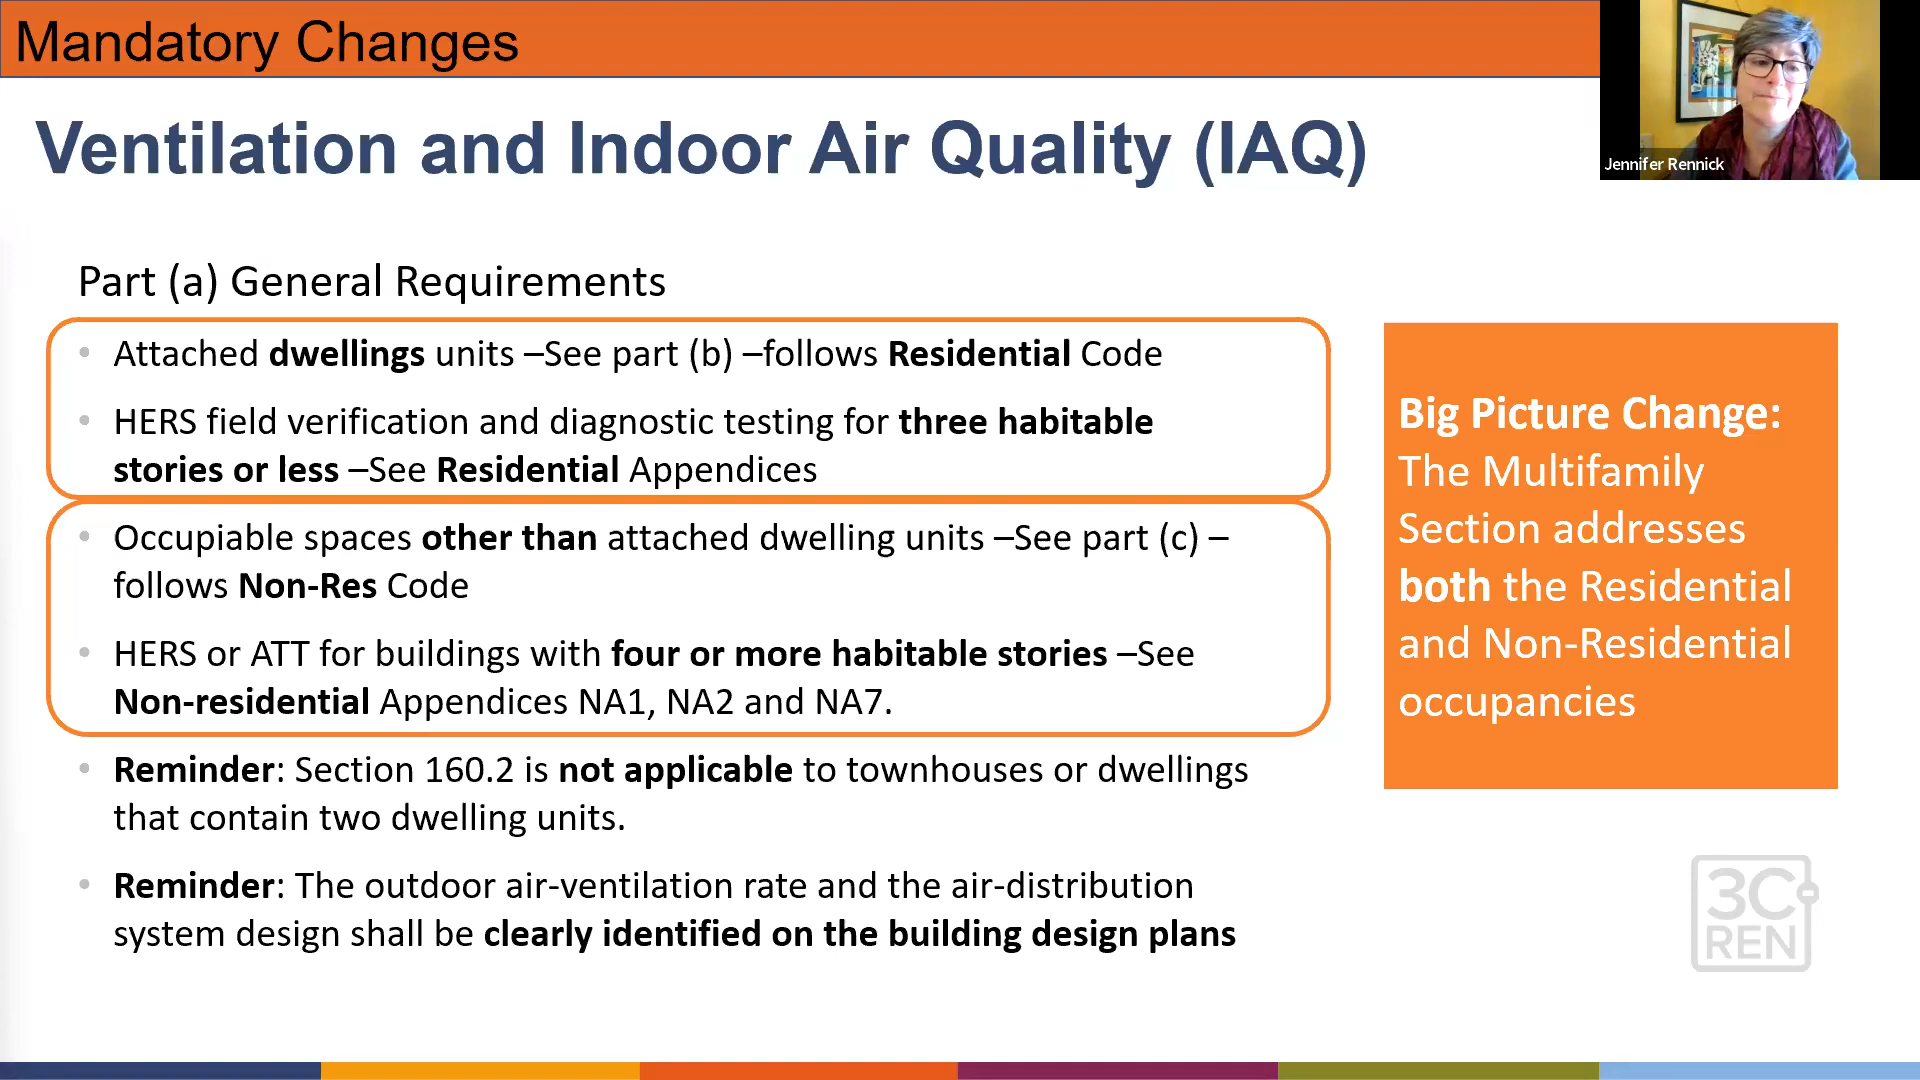 Mandatory Changes
Jennifer Rennick
Ventilation and Indoor Air Quality (IAQ)
Part (a) General Requirements
• Attached dwellings units –See part (b) –follows Residential Code
• HERS field verification and diagnostic testing for three habitable
stories or less –See Residential Appendices
• Occupiable spaces other than attached dwelling units –See part (c) –
follows Non-Res Code
• HERS or ATT for buildings with four or more habitable stories –See
Non-residential Appendices NA1, NA2 and NA7.
• Reminder: Section 160.2 is not applicable to townhouses or dwellings
that contain two dwelling units.
• Reminder: The outdoor air-ventilation rate and the air-distribution
system design shall be clearly identified on the building design plans
Big Picture Change:
The Multifamily
Section addresses
both the Residential
and Non-Residential
occupancies
3C
REN